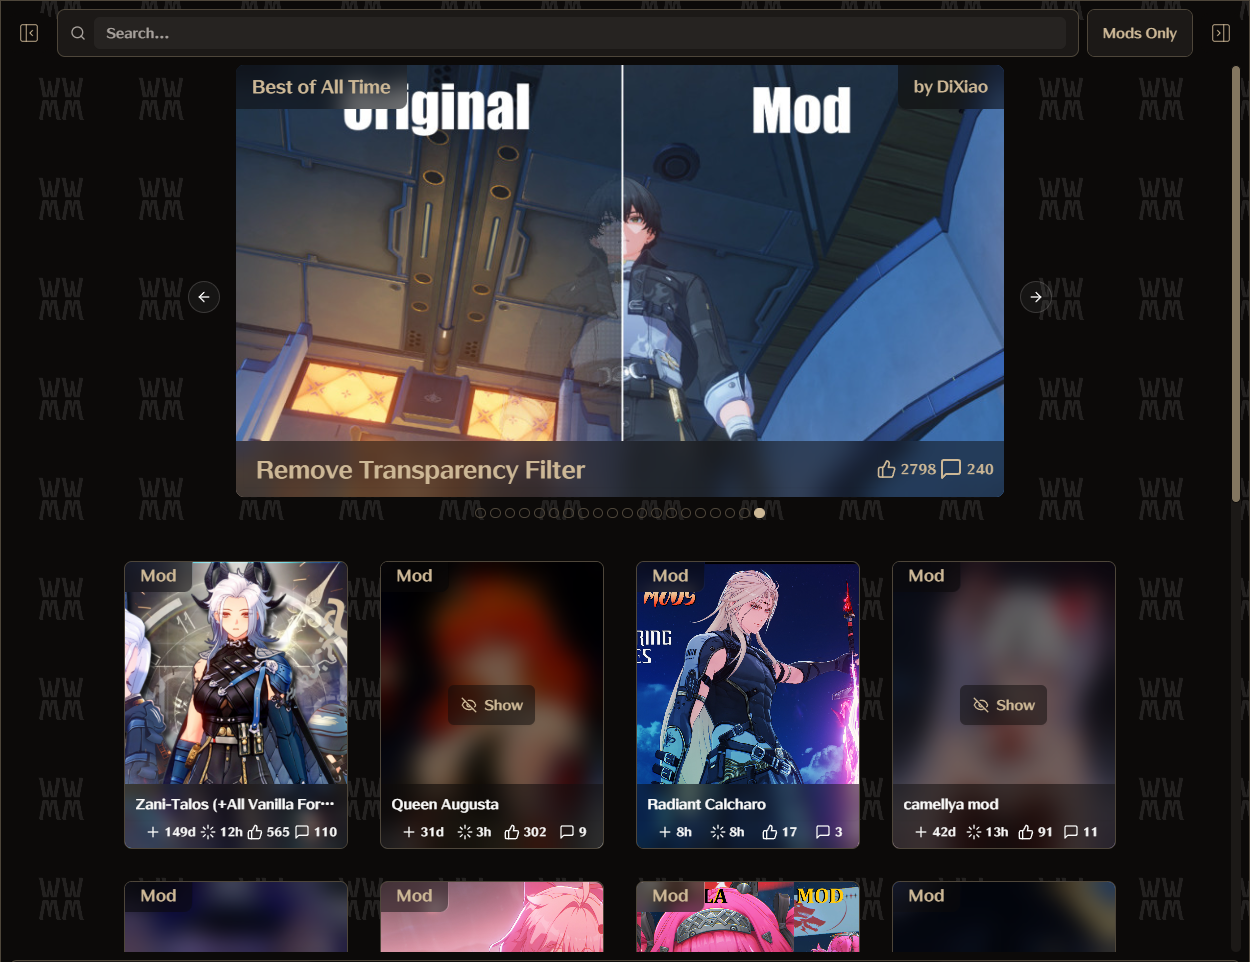 Search...
Mods Only
Best of All Time
by DiXiao
Original
Mod
Remove Transparency Filter
2798
240
Mod
Mod
Mod
Mod
MODS
RING
ES
Show
Show
Zani-Talos (+All Vanilla For···
Queen Augusta
Radiant Calcharo
camellya mod
149d 12h 565 110
31d 3h 302 9
8h 8h 17 3
42d 13h 91 11
Mod
Mod
Mod
LA
MOD
Mod